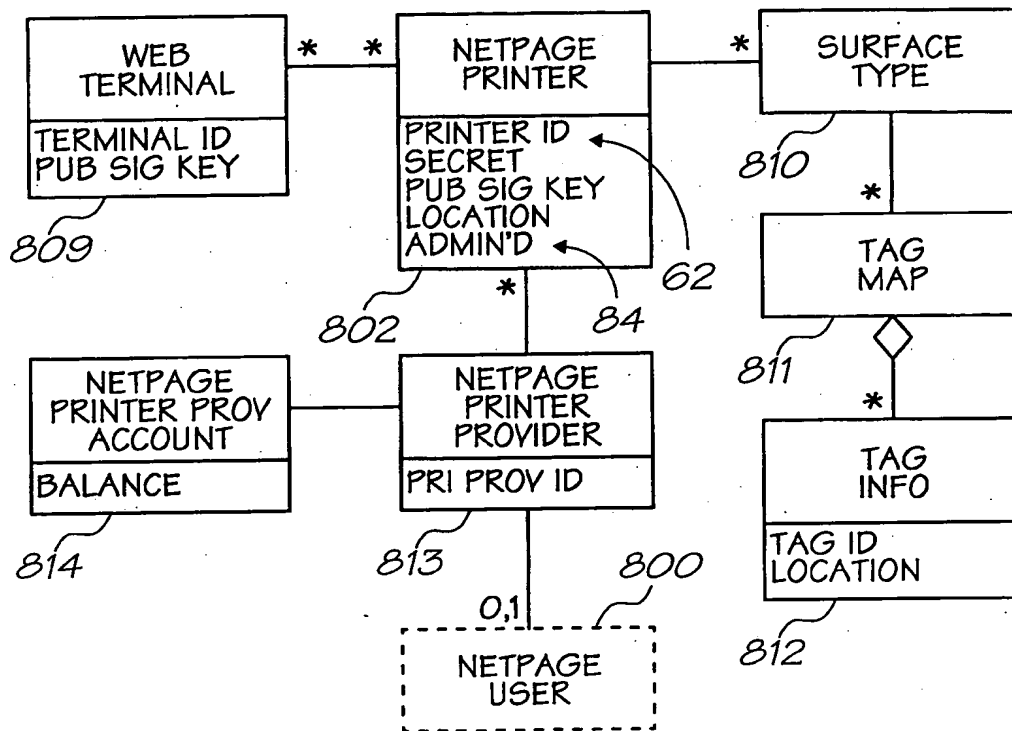 WEB
TERMINAL
TERMINAL ID
PUB SIG KEY
809
*
*
NETPAGE
PRINTER
PRINTER ID
SECRET
PUB SIG KEY
LOCATION
ADMIN'D
62
84
802
*
*
SURFACE
TYPE
810
*
TAG
MAP
811
*
TAG
INFO
TAG ID
LOCATION
812
NETPAGE
PRINTER PROV
ACCOUNT
BALANCE
814
NETPAGE
PRINTER
PROVIDER
PRI PROV ID
813
800
0,1
NETPAGE
USER